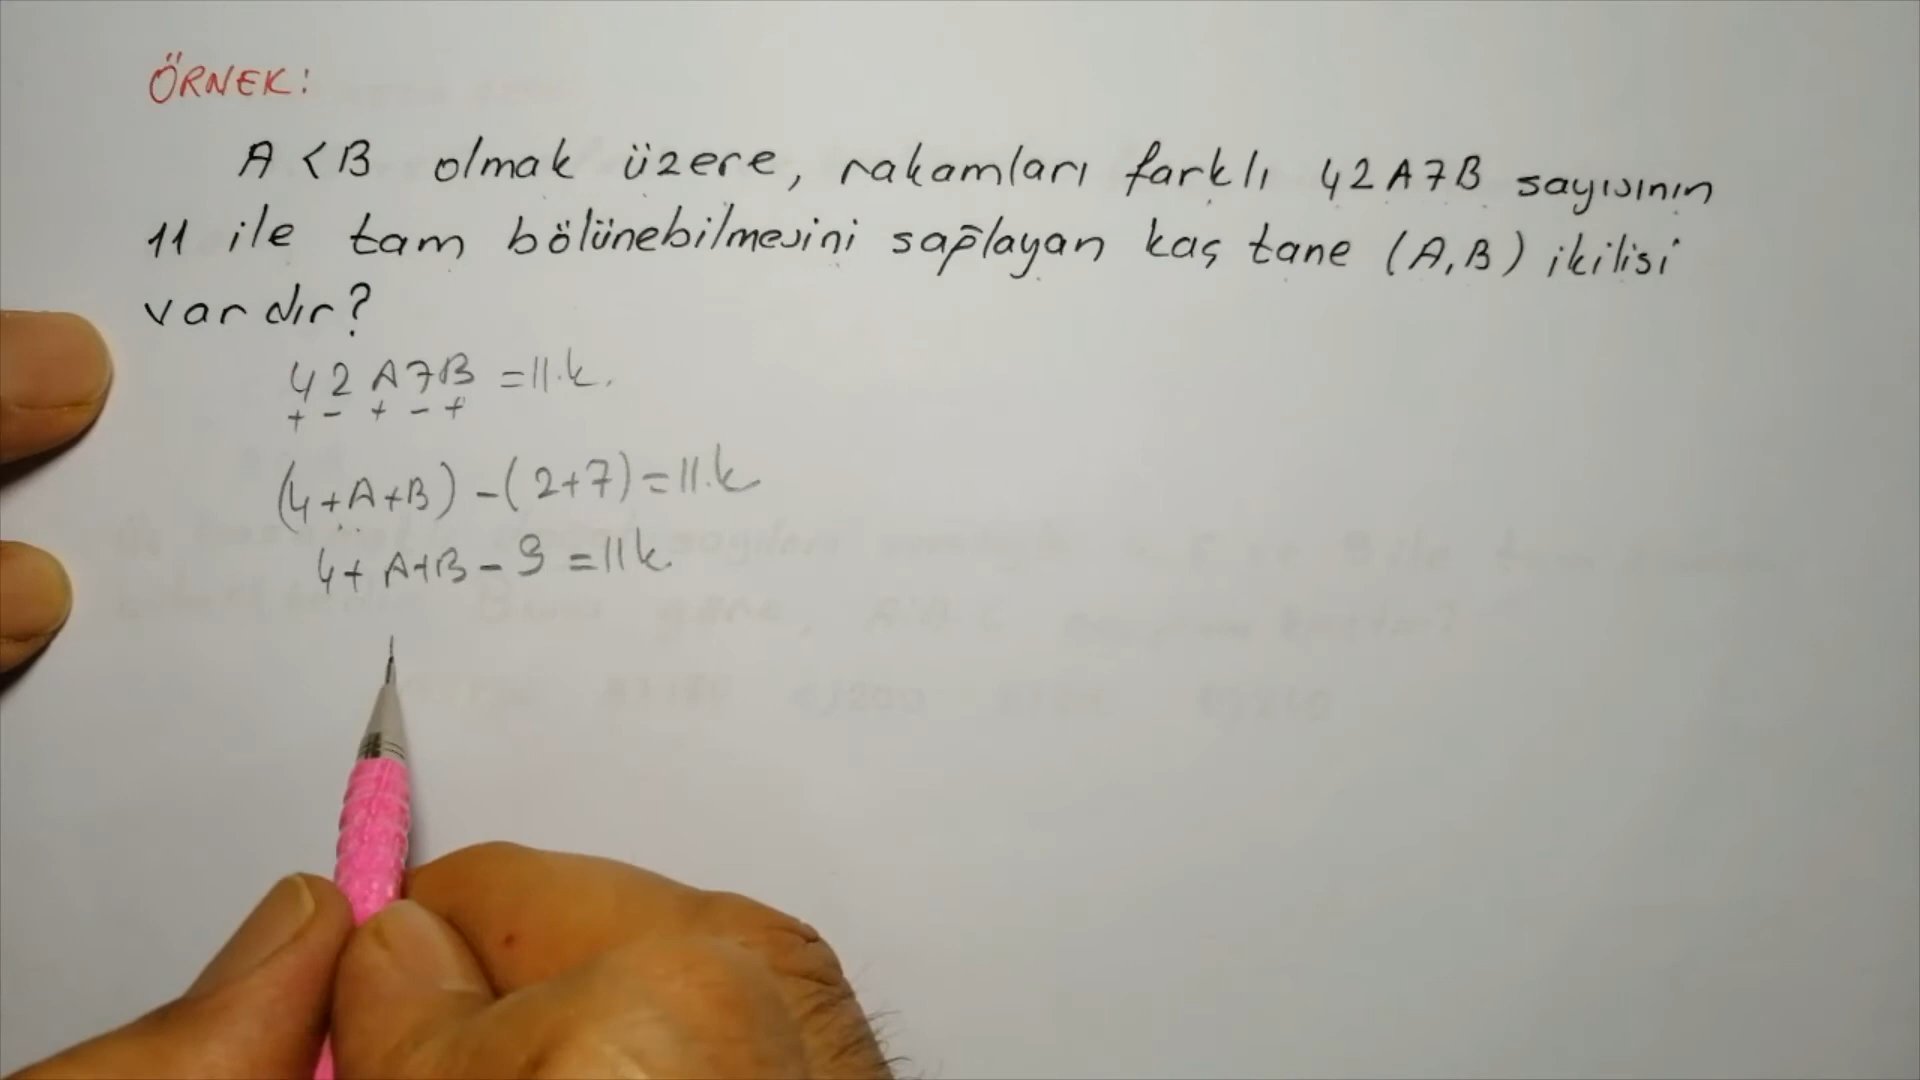 ÖRNEK:
A < B olmak üzere, rakamları farklı 42A7B sayısının
11 ile tam bölünebilmesini sağlayan kaç tane (A,B) ikilisi
vardır?
42A7B = 11.k.
+ - + - +
(4+A+B) - (2+7) = 11.k
4+A+B - 9 = 11k.